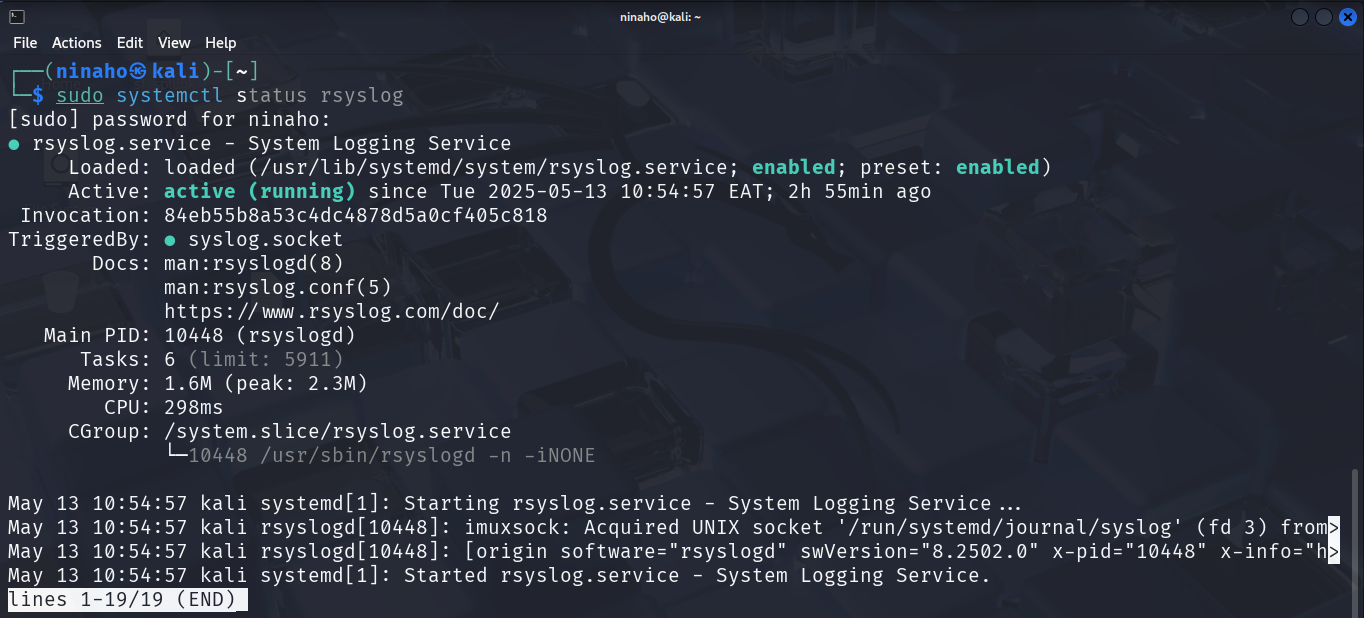 ninaho@kali: ~
File Actions Edit View Help
┌──(ninaho㉿kali)-[~]
└─$ sudo systemctl status rsyslog
[sudo] password for ninaho:
● rsyslog.service - System Logging Service
     Loaded: loaded (/usr/lib/systemd/system/rsyslog.service; enabled; preset: enabled)
     Active: active (running) since Tue 2025-05-13 10:54:57 EAT; 2h 55min ago
 Invocation: 84eb55b8a53c4dc4878d5a0cf405c818
TriggeredBy: ● syslog.socket
       Docs: man:rsyslogd(8)
             man:rsyslog.conf(5)
             https://www.rsyslog.com/doc/
   Main PID: 10448 (rsyslogd)
      Tasks: 6 (limit: 5911)
     Memory: 1.6M (peak: 2.3M)
        CPU: 298ms
     CGroup: /system.slice/rsyslog.service
             └─10448 /usr/sbin/rsyslogd -n -iNONE
May 13 10:54:57 kali systemd[1]: Starting rsyslog.service - System Logging Service...
May 13 10:54:57 kali rsyslogd[10448]: imuxsock: Acquired UNIX socket '/run/systemd/journal/syslog' (fd 3) from>
May 13 10:54:57 kali rsyslogd[10448]: [origin software="rsyslogd" swVersion="8.2502.0" x-pid="10448" x-info="h>
May 13 10:54:57 kali systemd[1]: Started rsyslog.service - System Logging Service.
lines 1-19/19 (END)